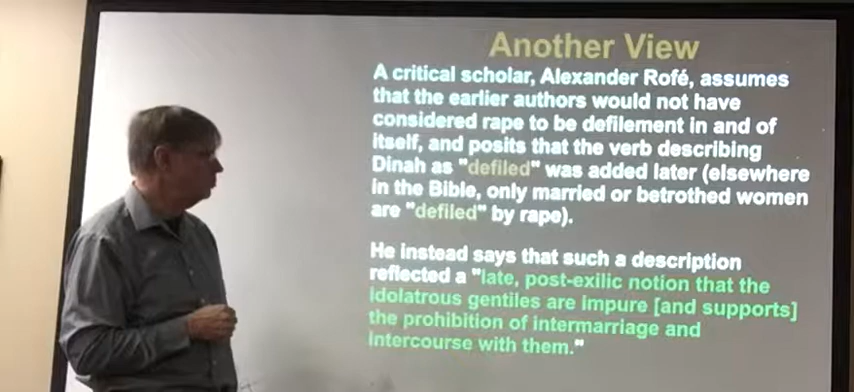 Another View
A critical scholar, Alexander Rofé, assumes
that the earlier authors would not have
considered rape to be defilement in and of
itself, and posits that the verb describing
Dinah as "defiled" was added later (elsewhere
in the Bible, only married or betrothed women
are "defiled" by rape).
He instead says that such a description
reflected a "late, post-exilic notion that the
idolatrous gentiles are impure [and supports]
the prohibition of intermarriage and
intercourse with them."